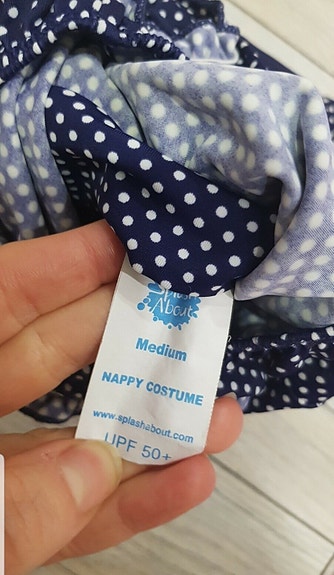 Splash
About
Medium
NAPPY COSTUME
www.splashabout.com
UPF 50+